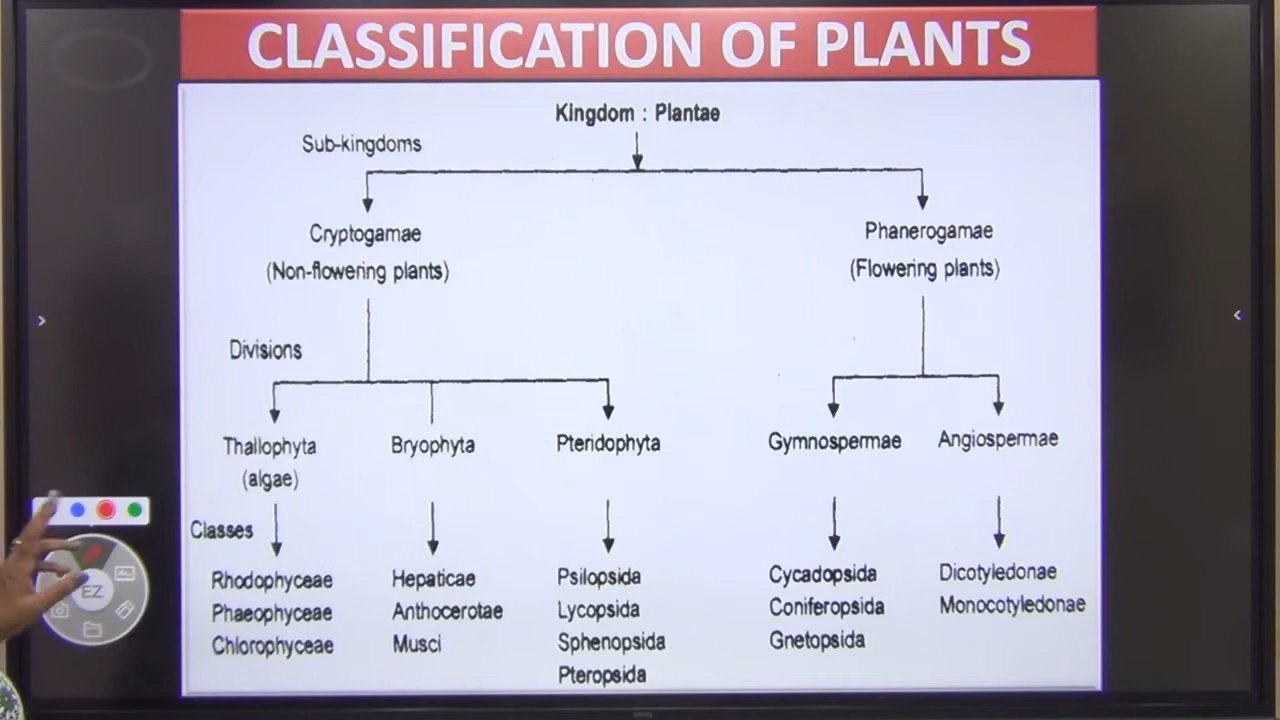 CLASSIFICATION OF PLANTS
Kingdom : Plantae
Sub-kingdoms
Cryptogamae
(Non-flowering plants)
Phanerogamae
(Flowering plants)
Divisions
Thallophyta
(algae)
Bryophyta
Pteridophyta
Gymnospermae
Angiospermae
Classes
Rhodophyceae
Phaeophyceae
Chlorophyceae
Hepaticae
Anthocerotae
Musci
Psilopsida
Lycopsida
Sphenopsida
Pteropsida
Cycadopsida
Coniferopsida
Gnetopsida
Dicotyledonae
Monocotyledonae
EZ